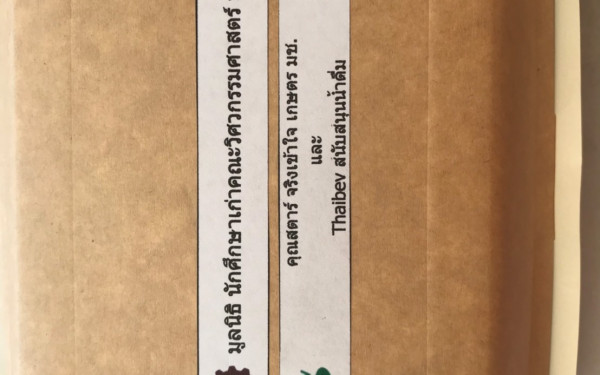 มูลนิธิ นักศึกษาเก่าคณะวิศวกรรมศาสตร์
คุณสตาร์ จริงเข้าใจ เกษตร มช.
และ
Thaibev สนับสนุนน้ำดื่ม